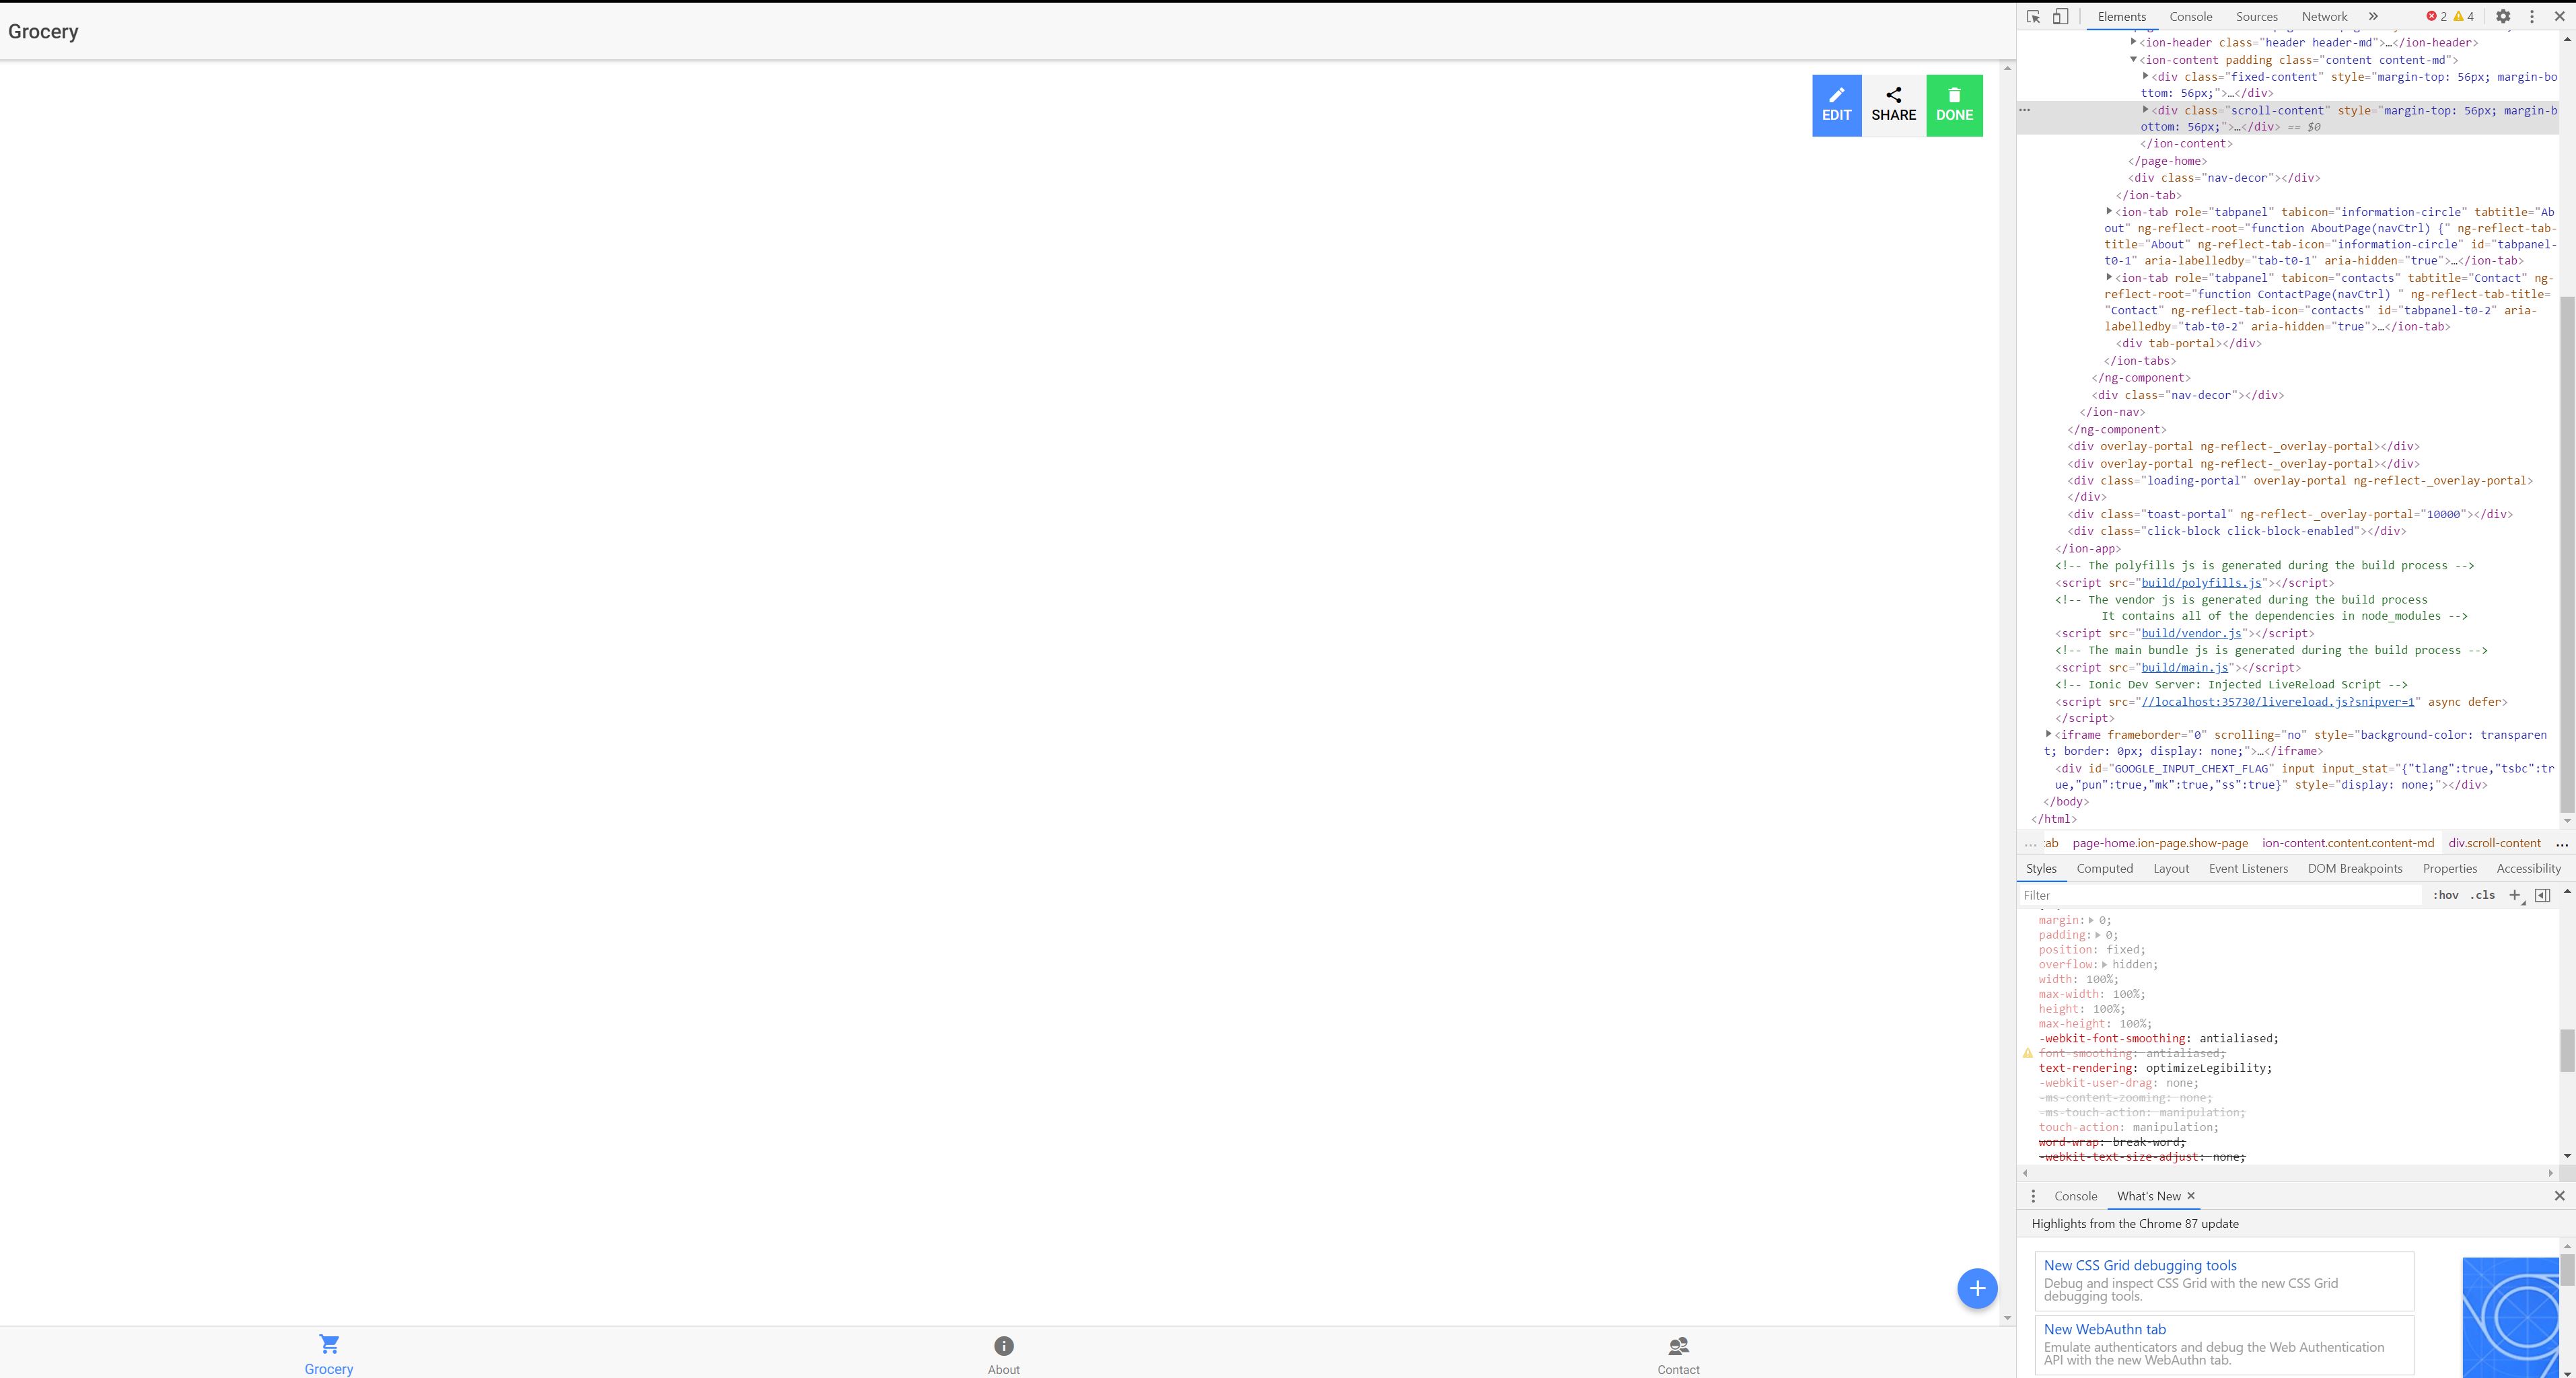 Grocery
EDIT
SHARE
DONE
Grocery
About
Contact
Elements Console Sources Network » 2 4
<ion-header class="header header-md">…</ion-header>
<ion-content padding class="content content-md">
<div class="fixed-content" style="margin-top: 56px; margin-bo
ttom: 56px;">…</div>
… <div class="scroll-content" style="margin-top: 56px; margin-b
ottom: 56px;">…</div> == $0
</ion-content>
</page-home>
<div class="nav-decor"></div>
</ion-tab>
<ion-tab role="tabpanel" tabicon="information-circle" tabtitle="Ab
out" ng-reflect-root="function AboutPage(navCtrl) {" ng-reflect-tab-
title="About" ng-reflect-tab-icon="information-circle" id="tabpanel-
t0-1" aria-labelledby="tab-t0-1" aria-hidden="true">…</ion-tab>
<ion-tab role="tabpanel" tabicon="contacts" tabtitle="Contact" ng-
reflect-root="function ContactPage(navCtrl) " ng-reflect-tab-title=
"Contact" ng-reflect-tab-icon="contacts" id="tabpanel-t0-2" aria-
labelledby="tab-t0-2" aria-hidden="true">…</ion-tab>
<div tab-portal></div>
</ion-tabs>
</ng-component>
<div class="nav-decor"></div>
</ion-nav>
</ng-component>
<div overlay-portal ng-reflect-_overlay-portal></div>
<div overlay-portal ng-reflect-_overlay-portal></div>
<div class="loading-portal" overlay-portal ng-reflect-_overlay-portal>
</div>
<div class="toast-portal" ng-reflect-_overlay-portal="10000"></div>
<div class="click-block click-block-enabled"></div>
</ion-app>
<!-- The polyfills js is generated during the build process -->
<script src="build/polyfills.js"></script>
<!-- The vendor js is generated during the build process
It contains all of the dependencies in node_modules -->
<script src="build/vendor.js"></script>
<!-- The main bundle js is generated during the build process -->
<script src="build/main.js"></script>
<!-- Ionic Dev Server: Injected LiveReload Script -->
<script src="//localhost:35730/livereload.js?snipver=1" async defer>
</script>
<iframe frameborder="0" scrolling="no" style="background-color: transparen
t; border: 0px; display: none;">…</iframe>
<div id="GOOGLE_INPUT_CHEXT_FLAG" input input_stat="{"tlang":true,"tsbc":tr
ue,"pun":true,"mk":true,"ss":true}" style="display: none;"></div>
</body>
</html>
… tab page-home.ion-page.show-page ion-content.content.content-md div.scroll-content …
Styles Computed Layout Event Listeners DOM Breakpoints Properties Accessibility
Filter :hov .cls +
margin: 0;
padding: 0;
position: fixed;
overflow: hidden;
width: 100%;
max-width: 100%;
height: 100%;
max-height: 100%;
-webkit-font-smoothing: antialiased;
font-smoothing: antialiased;
text-rendering: optimizeLegibility;
-webkit-user-drag: none;
-ms-content-zooming: none;
-ms-touch-action: manipulation;
touch-action: manipulation;
word-wrap: break-word;
-webkit-text-size-adjust: none;
Console What's New ×
Highlights from the Chrome 87 update
New CSS Grid debugging tools
Debug and inspect CSS Grid with the new CSS Grid
debugging tools.
New WebAuthn tab
Emulate authenticators and debug the Web Authentication
API with the new WebAuthn tab.